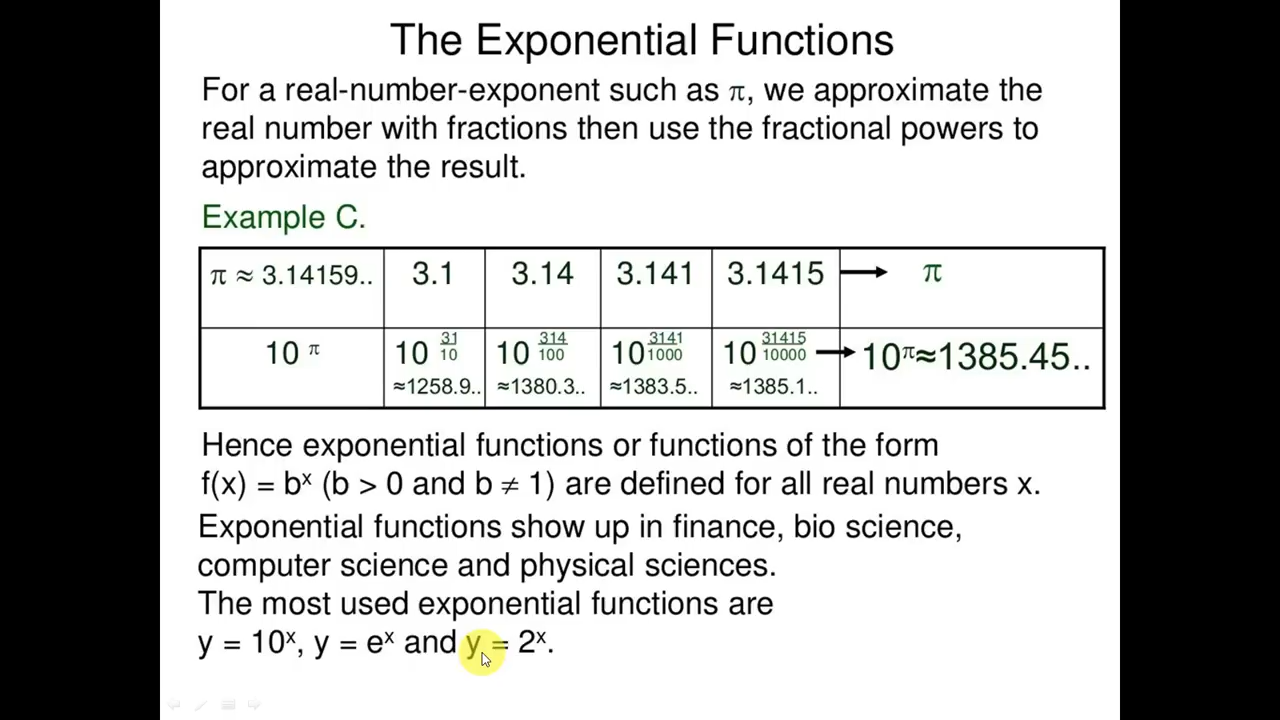 The Exponential Functions
For a real-number-exponent such as π, we approximate the
real number with fractions then use the fractional powers to
approximate the result.
Example C.
π ≈ 3.14159.. 3.1 3.14 3.141 3.1415 → π
10 π 10 31/10 10 314/100 10 3141/1000 10 31415/10000 → 10π≈1385.45..
≈1258.9.. ≈1380.3.. ≈1383.5.. ≈1385.1..
Hence exponential functions or functions of the form
f(x) = bˣ (b > 0 and b ≠ 1) are defined for all real numbers x.
Exponential functions show up in finance, bio science,
computer science and physical sciences.
The most used exponential functions are
y = 10ˣ, y = eˣ and y = 2ˣ.